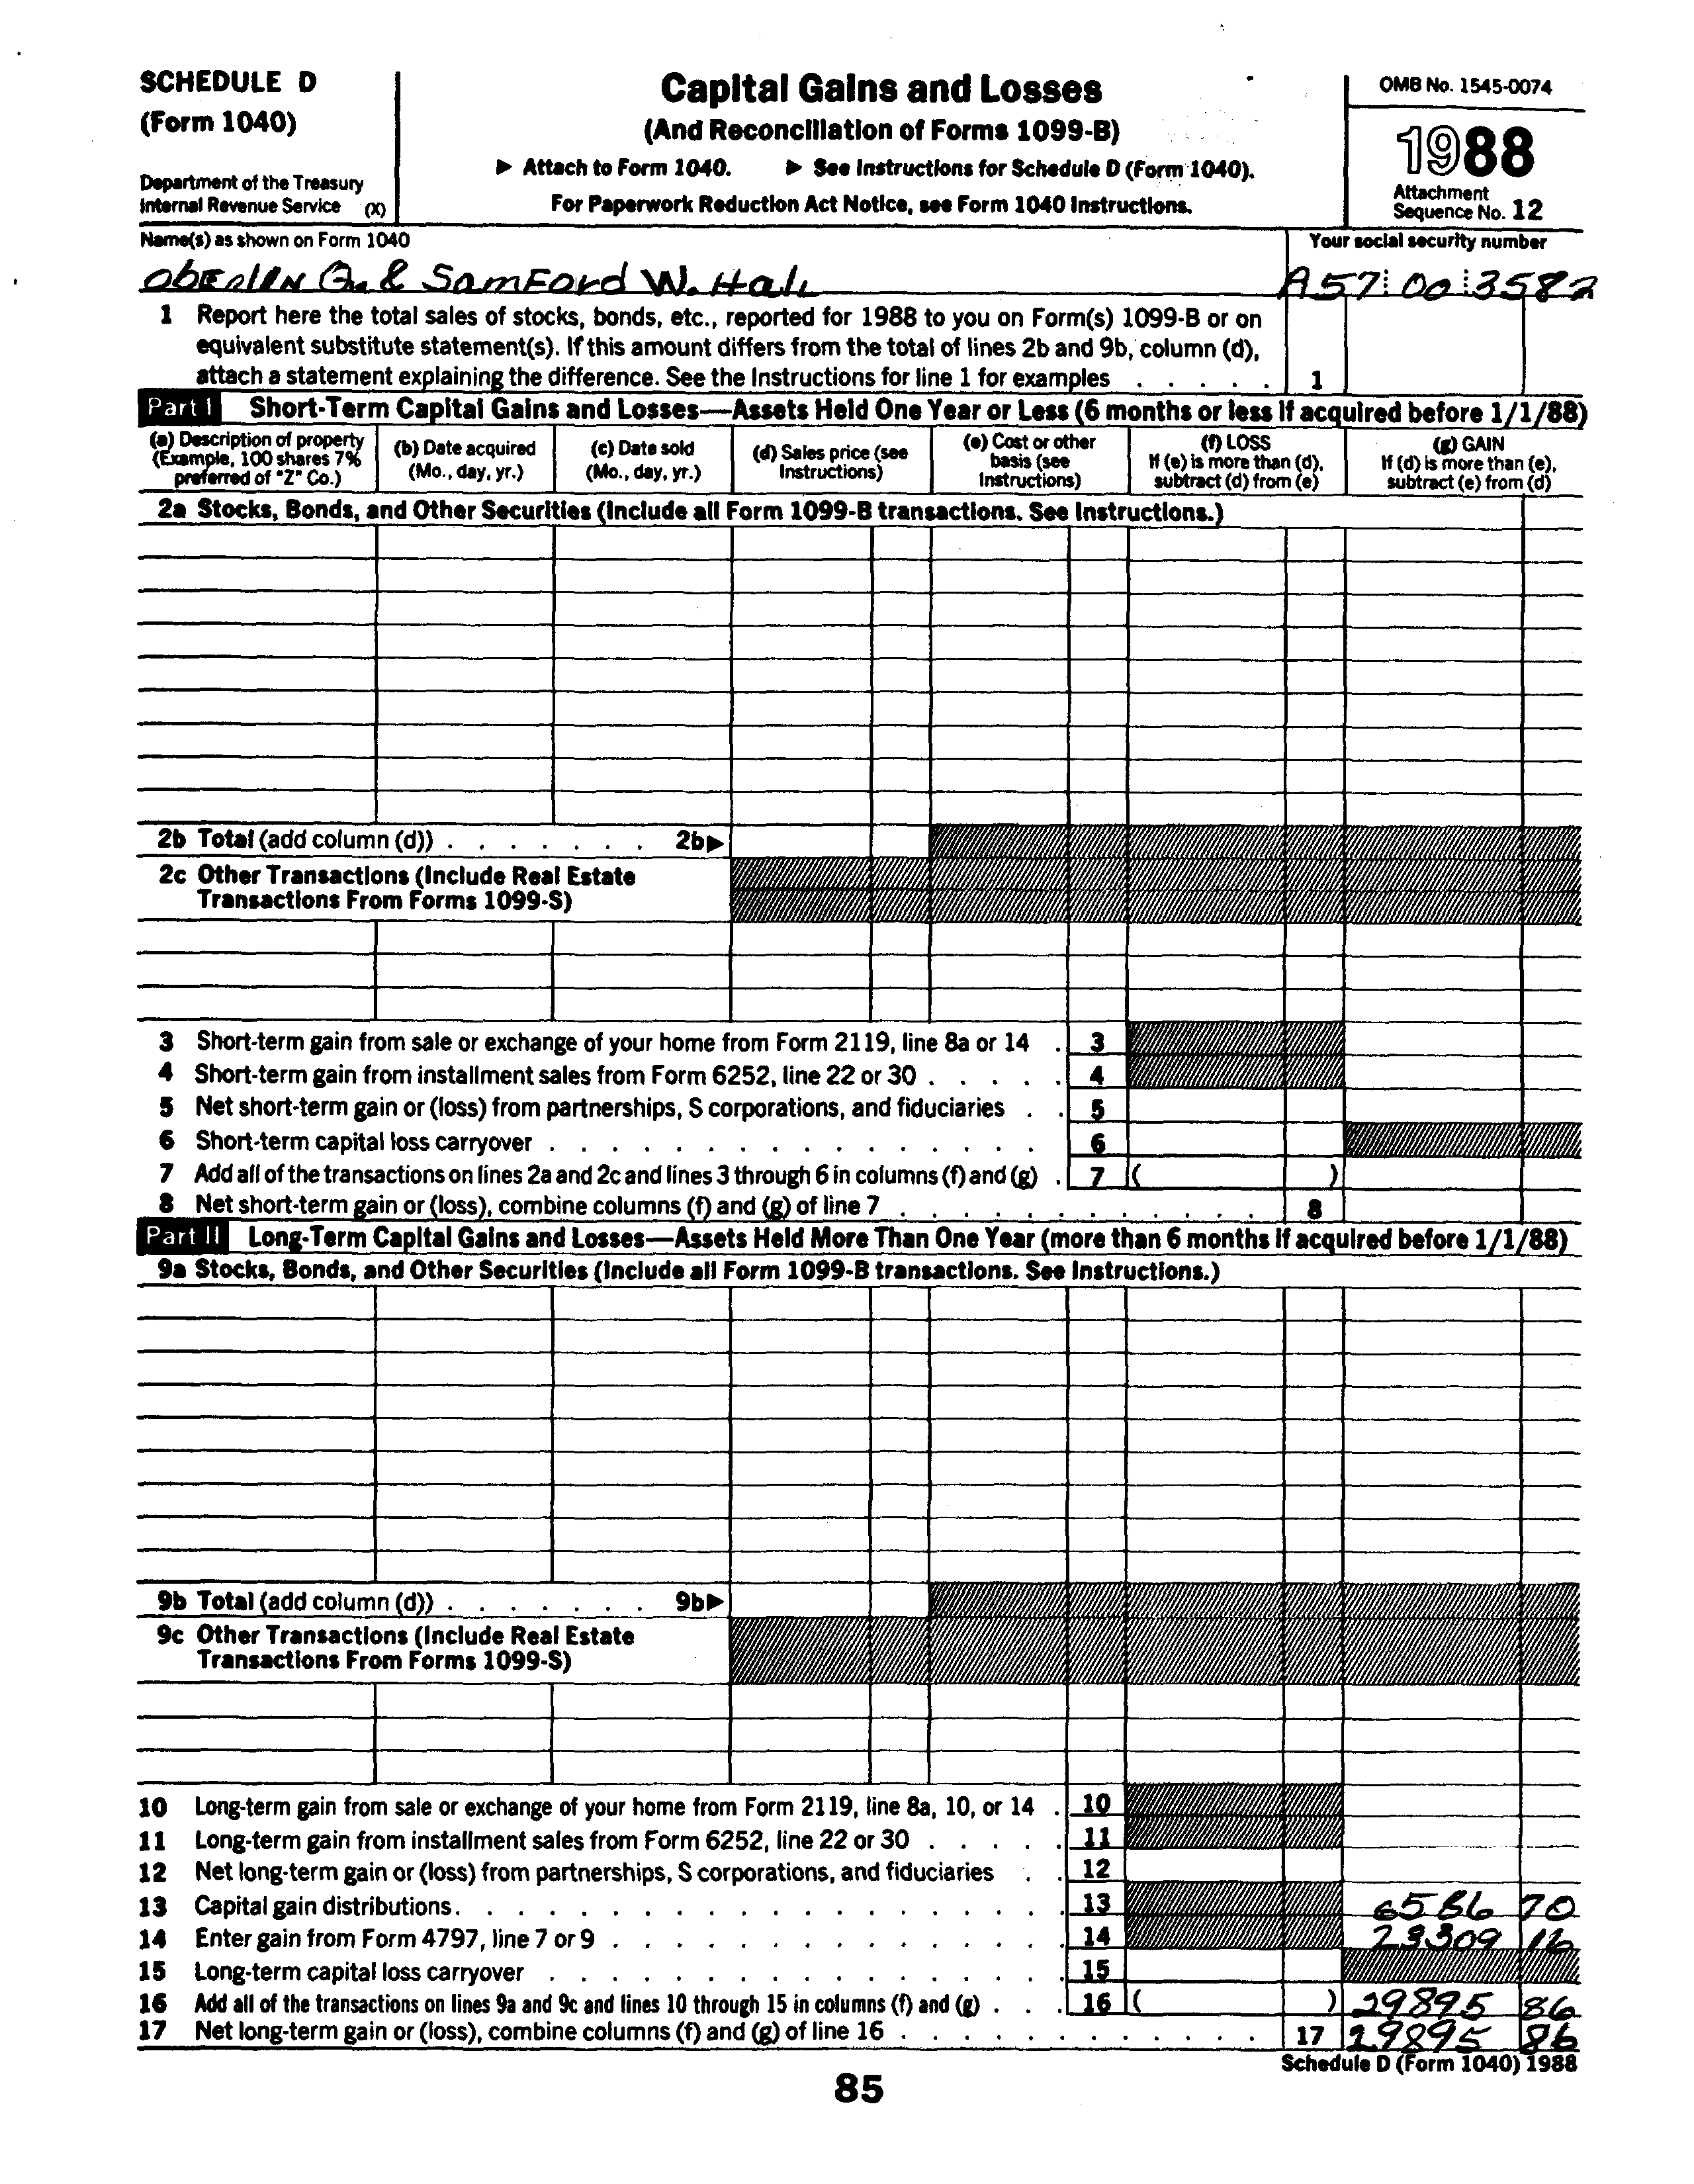 SCHEDULE D
(Form 1040)
Department of the Treasury
Internal Revenue Service (X)
Capital Gains and Losses
(And Reconciliation of Forms 1099-B)
▶ Attach to Form 1040. ▶ See Instructions for Schedule D (Form 1040).
For Paperwork Reduction Act Notice, see Form 1040 Instructions.
OMB No. 1545-0074
1988
Attachment
Sequence No. 12
Name(s) as shown on Form 1040
Your social security number
& SamFord W. Hall
A57 00 3582
1 Report here the total sales of stocks, bonds, etc., reported for 1988 to you on Form(s) 1099-B or on
equivalent substitute statement(s). If this amount differs from the total of lines 2b and 9b, column (d),
attach a statement explaining the difference. See the Instructions for line 1 for examples . . . . . 1
Part I Short-Term Capital Gains and Losses—Assets Held One Year or Less (6 months or less if acquired before 1/1/88)
(a) Description of property
(Example, 100 shares 7%
preferred of "Z" Co.)
(b) Date acquired
(Mo., day, yr.)
(c) Date sold
(Mo., day, yr.)
(d) Sales price (see
Instructions)
(e) Cost or other
basis (see
Instructions)
(f) LOSS
If (e) is more than (d),
subtract (d) from (e)
(g) GAIN
If (d) is more than (e),
subtract (e) from (d)
2a Stocks, Bonds, and Other Securities (Include all Form 1099-B transactions. See Instructions.)
2b Total (add column (d)) . . . . . . . 2b▶
2c Other Transactions (Include Real Estate
Transactions From Forms 1099-S)
3 Short-term gain from sale or exchange of your home from Form 2119, line 8a or 14 . 3
4 Short-term gain from installment sales from Form 6252, line 22 or 30 . . . . . 4
5 Net short-term gain or (loss) from partnerships, S corporations, and fiduciaries . . 5
6 Short-term capital loss carryover . . . . . . . . . . . . . . . . 6
7 Add all of the transactions on lines 2a and 2c and lines 3 through 6 in columns (f) and (g) . 7 ( )
8 Net short-term gain or (loss), combine columns (f) and (g) of line 7 . . . . . . . . . . . . 8
Part II Long-Term Capital Gains and Losses—Assets Held More Than One Year (more than 6 months if acquired before 1/1/88)
9a Stocks, Bonds, and Other Securities (Include all Form 1099-B transactions. See Instructions.)
9b Total (add column (d)) . . . . . . . 9b▶
9c Other Transactions (Include Real Estate
Transactions From Forms 1099-S)
10 Long-term gain from sale or exchange of your home from Form 2119, line 8a, 10, or 14 . 10
11 Long-term gain from installment sales from Form 6252, line 22 or 30 . . . . . 11
12 Net long-term gain or (loss) from partnerships, S corporations, and fiduciaries . . 12
13 Capital gain distributions. . . . . . . . . . . . . . . . . . . 13 6586 70
14 Enter gain from Form 4797, line 7 or 9 . . . . . . . . . . . . . . 14 23309 16
15 Long-term capital loss carryover . . . . . . . . . . . . . . . . 15
16 Add all of the transactions on lines 9a and 9c and lines 10 through 15 in columns (f) and (g) . . . 16 ( ) 29895 86
17 Net long-term gain or (loss), combine columns (f) and (g) of line 16 . . . . . . . . . . . . 17 29895 86
Schedule D (Form 1040) 1988
85